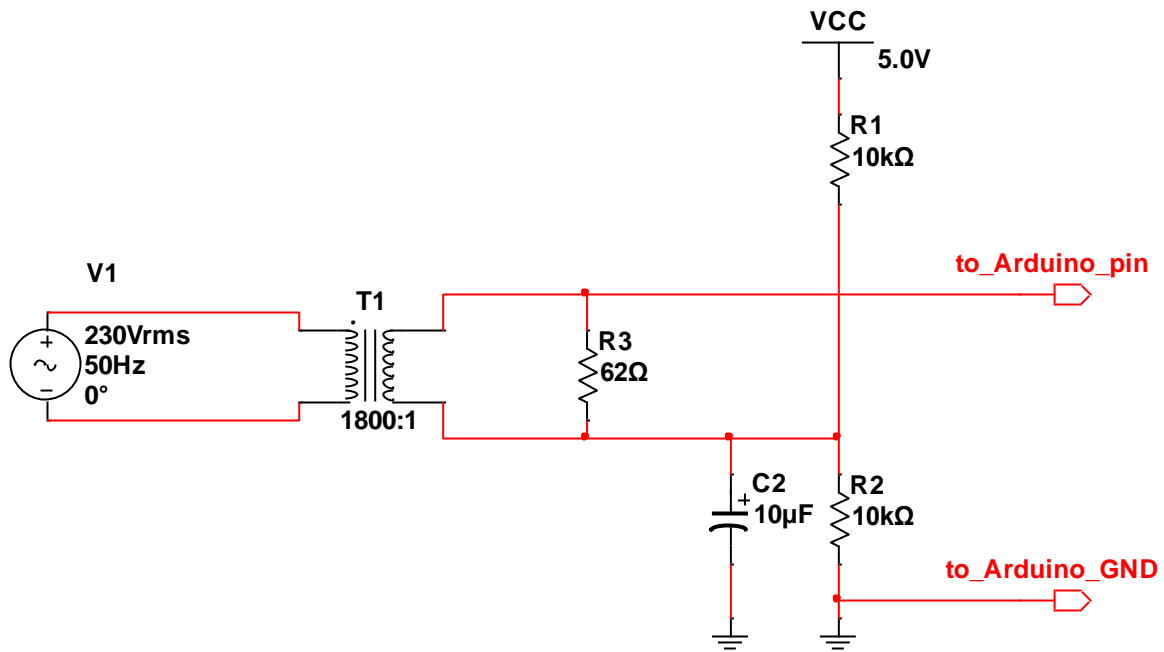 VCC
5.0V
R1
10kΩ
to_Arduino_pin
V1
T1
230Vrms
50Hz
0°
R3
62Ω
1800:1
C2
10µF
R2
10kΩ
to_Arduino_GND